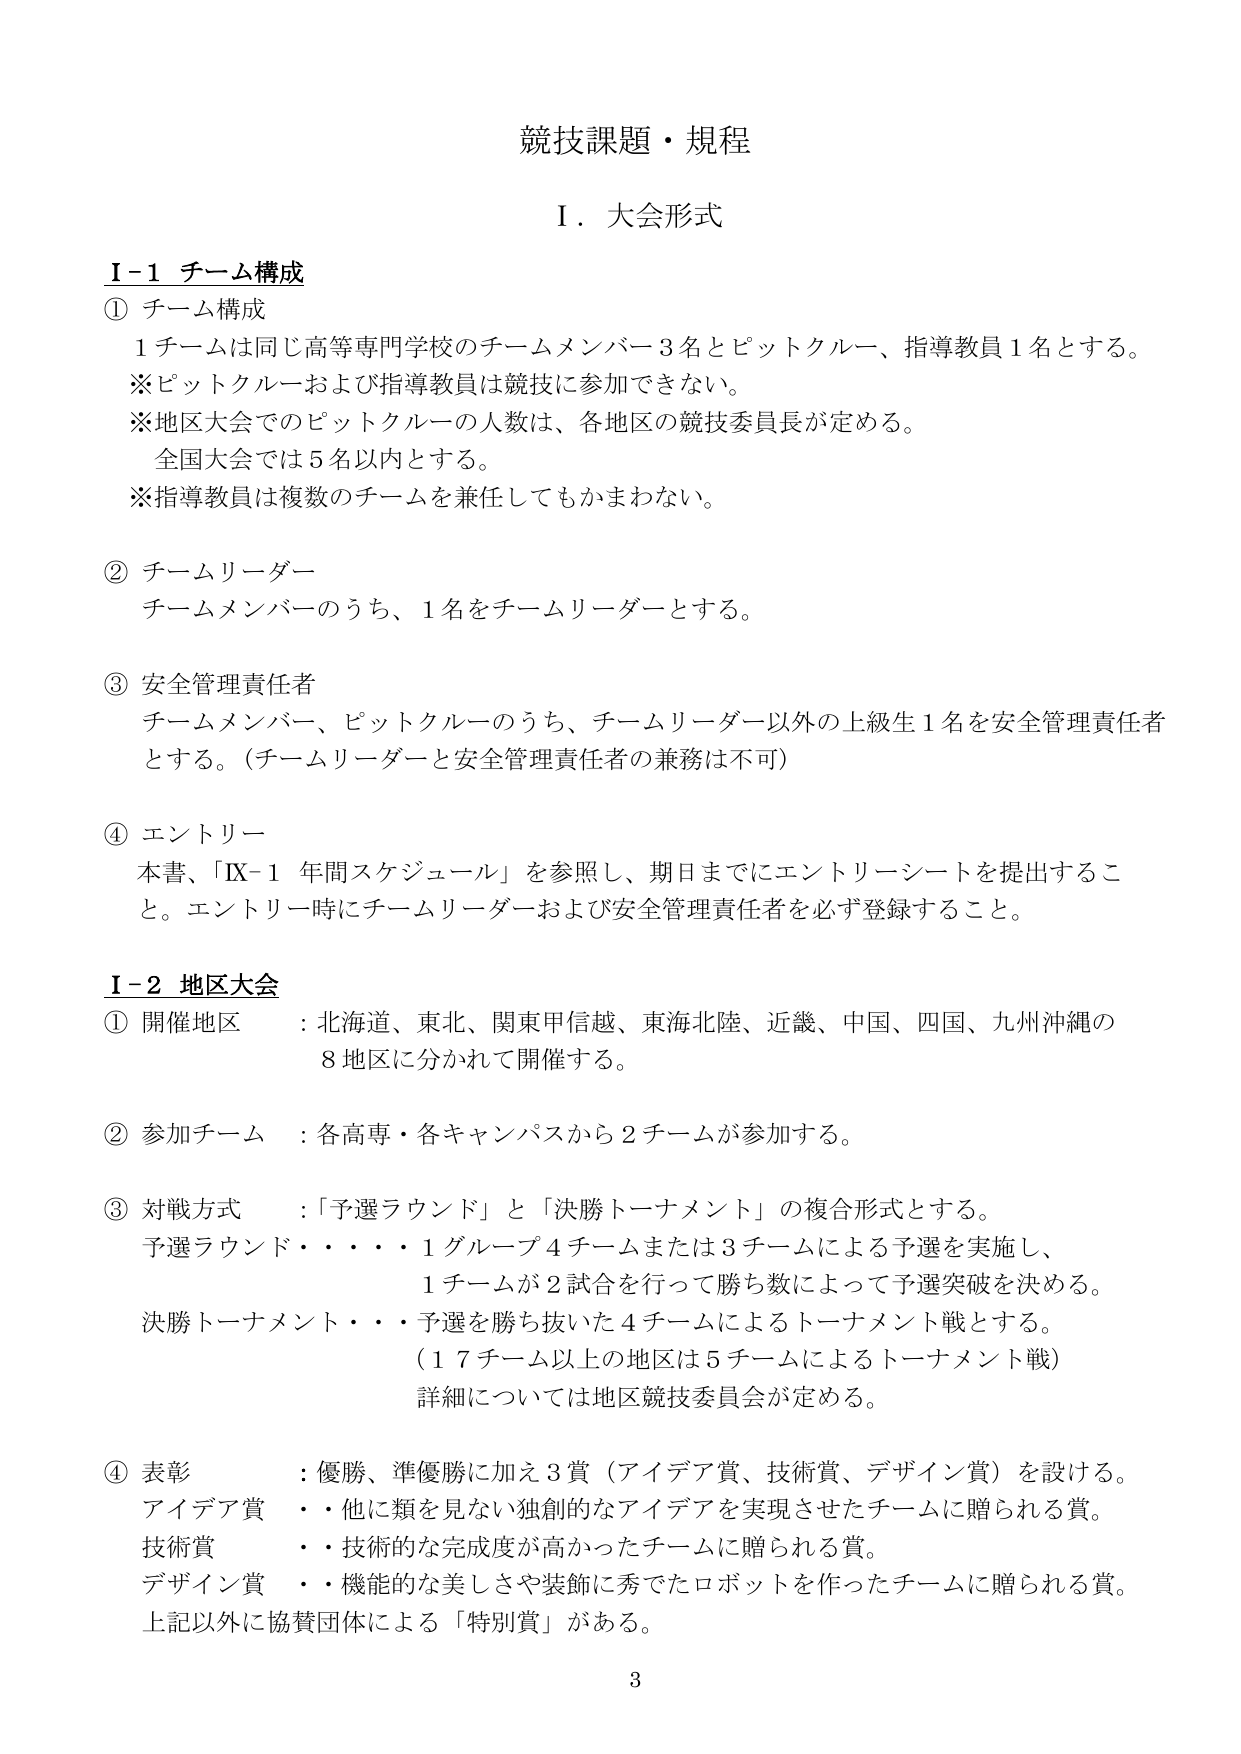 競技課題・規程
Ⅰ．大会形式
Ⅰ-１ チーム構成
① チーム構成
１チームは同じ高等専門学校のチームメンバー３名とピットクルー、指導教員１名とする。
※ピットクルーおよび指導教員は競技に参加できない。
※地区大会でのピットクルーの人数は、各地区の競技委員長が定める。
全国大会では５名以内とする。
※指導教員は複数のチームを兼任してもかまわない。
② チームリーダー
チームメンバーのうち、１名をチームリーダーとする。
③ 安全管理責任者
チームメンバー、ピットクルーのうち、チームリーダー以外の上級生１名を安全管理責任者
とする。（チームリーダーと安全管理責任者の兼務は不可）
④ エントリー
本書、「Ⅸ-１ 年間スケジュール」を参照し、期日までにエントリーシートを提出するこ
と。エントリー時にチームリーダーおよび安全管理責任者を必ず登録すること。
Ⅰ-２ 地区大会
① 開催地区 ：北海道、東北、関東甲信越、東海北陸、近畿、中国、四国、九州沖縄の
８地区に分かれて開催する。
② 参加チーム ：各高専・各キャンパスから２チームが参加する。
③ 対戦方式 ：「予選ラウンド」と「決勝トーナメント」の複合形式とする。
予選ラウンド・・・・・１グループ４チームまたは３チームによる予選を実施し、
１チームが２試合を行って勝ち数によって予選突破を決める。
決勝トーナメント・・・予選を勝ち抜いた４チームによるトーナメント戦とする。
（１７チーム以上の地区は５チームによるトーナメント戦）
詳細については地区競技委員会が定める。
④ 表彰 ：優勝、準優勝に加え３賞（アイデア賞、技術賞、デザイン賞）を設ける。
アイデア賞 ・・他に類を見ない独創的なアイデアを実現させたチームに贈られる賞。
技術賞 ・・技術的な完成度が高かったチームに贈られる賞。
デザイン賞 ・・機能的な美しさや装飾に秀でたロボットを作ったチームに贈られる賞。
上記以外に協賛団体による「特別賞」がある。
3